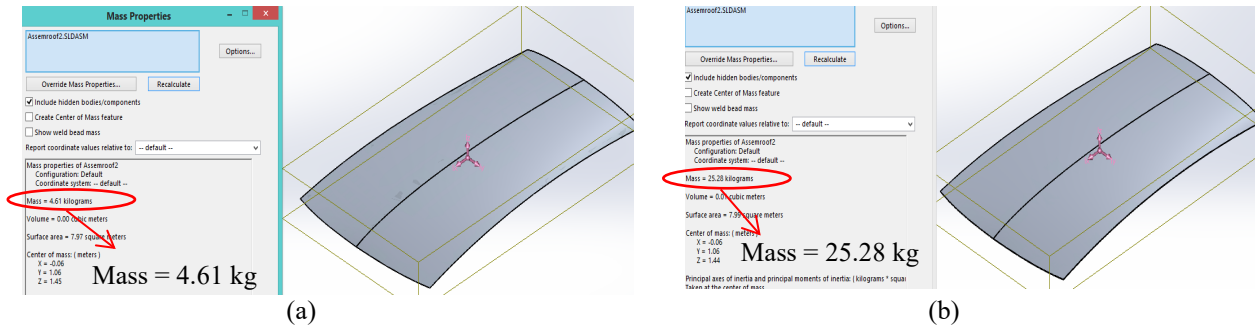 Mass Properties
Assemroof2.SLDASM
Options...
Override Mass Properties...
Recalculate
Include hidden bodies/components
Create Center of Mass feature
Show weld bead mass
Report coordinate values relative to:
-- default --
Mass properties of Assemroof2
Configuration: Default
Coordinate system: -- default --
Mass = 4.61 kilograms
Volume = 0.00 cubic meters
Surface area = 7.97 square meters
Center of mass: ( meters )
X = -0.06
Y = 1.06
Z = 1.45
Mass = 4.61 kg
(a)
Assemroof2.SLDASM
Options...
Override Mass Properties...
Recalculate
Include hidden bodies/components
Create Center of Mass feature
Show weld bead mass
Report coordinate values relative to:
-- default --
Mass properties of Assemroof2
Configuration: Default
Coordinate system: -- default --
Mass = 25.28 kilograms
Volume = 0.01 cubic meters
Surface area = 7.99 square meters
Center of mass: ( meters )
X = -0.06
Y = 1.06
Z = 1.44
Mass = 25.28 kg
Principal axes of inertia and principal moments of inertia: ( kilograms * squar
Taken at the center of mass
(b)